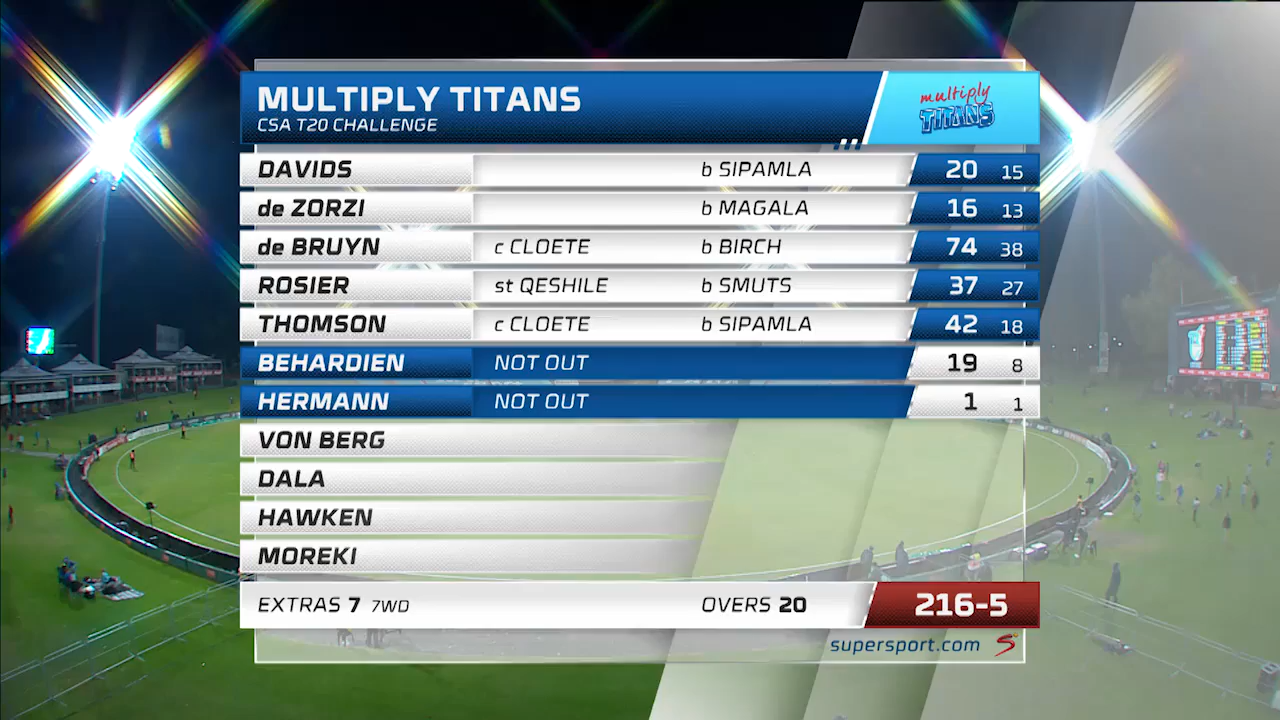 MULTIPLY TITANS
CSA T20 CHALLENGE
multiply
TITANS
DAVIDS b SIPAMLA 20 15
de ZORZI b MAGALA 16 13
de BRUYN c CLOETE b BIRCH 74 38
ROSIER st QESHILE b SMUTS 37 27
THOMSON c CLOETE b SIPAMLA 42 18
BEHARDIEN NOT OUT 19 8
HERMANN NOT OUT 1 1
VON BERG
DALA
HAWKEN
MOREKI
EXTRAS 7 7WD OVERS 20 216-5
supersport.com S